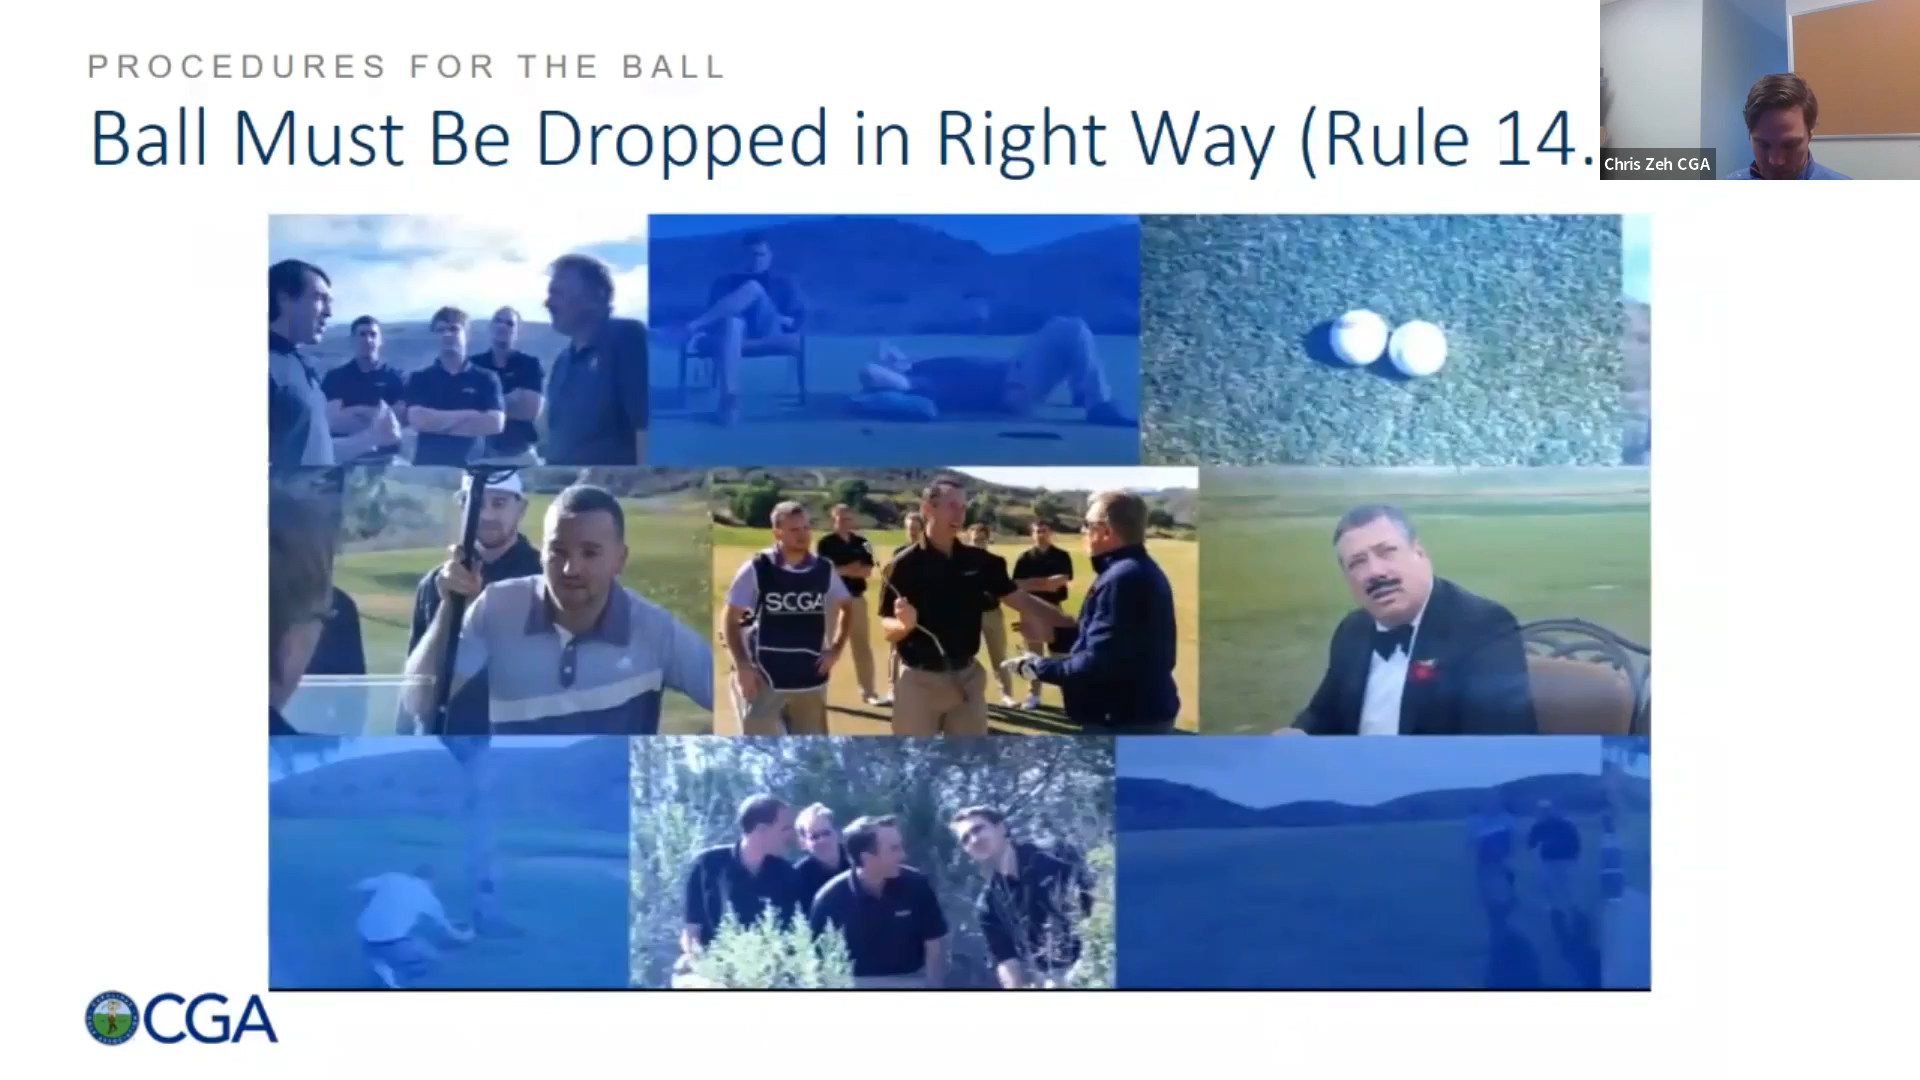 PROCEDURES FOR THE BALL
Ball Must Be Dropped in Right Way (Rule 14.
Chris Zeh CGA
SCGA
CGA